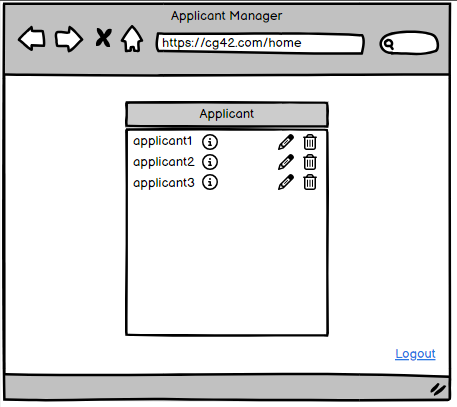 Applicant Manager
https://cg42.com/home
Applicant
applicant1
applicant2
applicant3
Logout